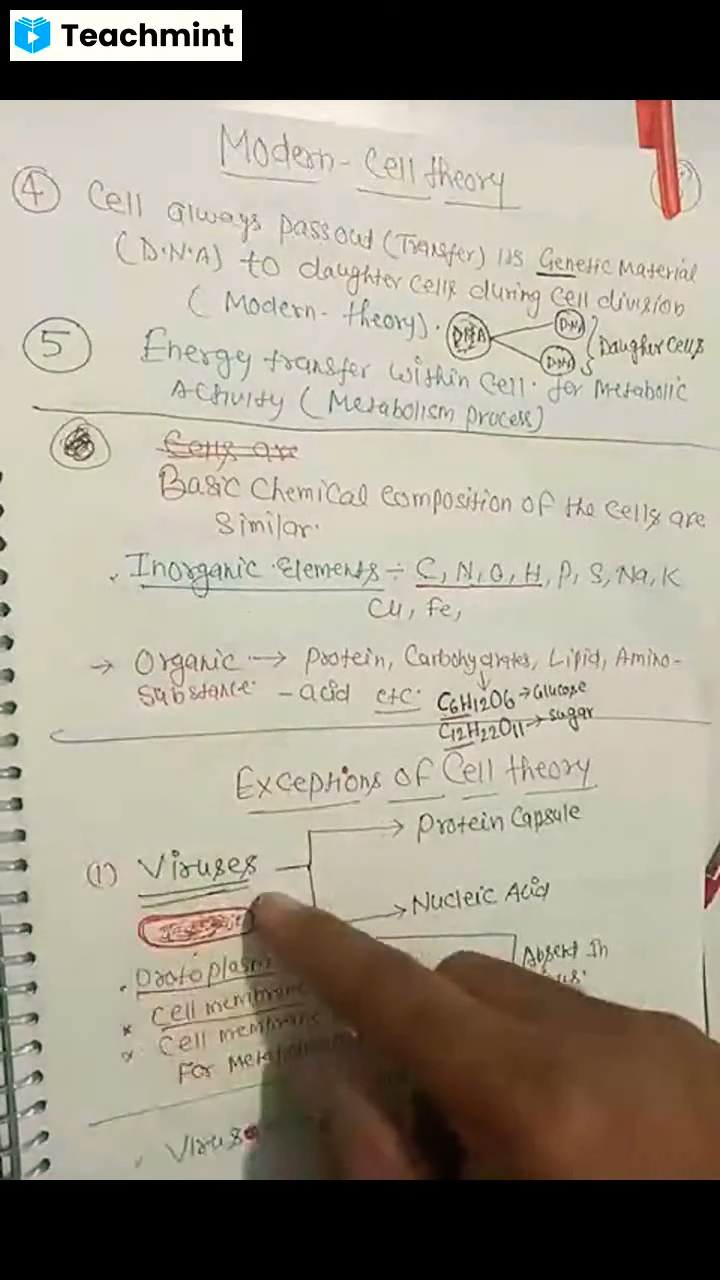 Teachmint
Modern-Cell theory
④ Cell always passout (Transfer) its Genetic Material
(D.N.A) to daughter cells during cell division
(Modern-theory).
DNA
DNA
DNA
Daugher Cells
⑤ Energy transfer within cell. for Metabolic
Activity (Metabolism process)
Cells are
Basic Chemical Composition of the Cells are
Similar.
Inorganic Elements ÷ C, N, O, H, P, S, Na, K
Cu, Fe,
→ Organic → Protein, Carbohydrates, Lipid, Amino-
Substance - acid etc.
C6H12O6 → Glucose
C12H22O11 → sugar
Exceptions of Cell theory
(1) Viruses
→ Protein Capsule
→ Nucleic Acid
Absent In
Protoplasm
× Cell membrane
× Cell membrane
For
Virus